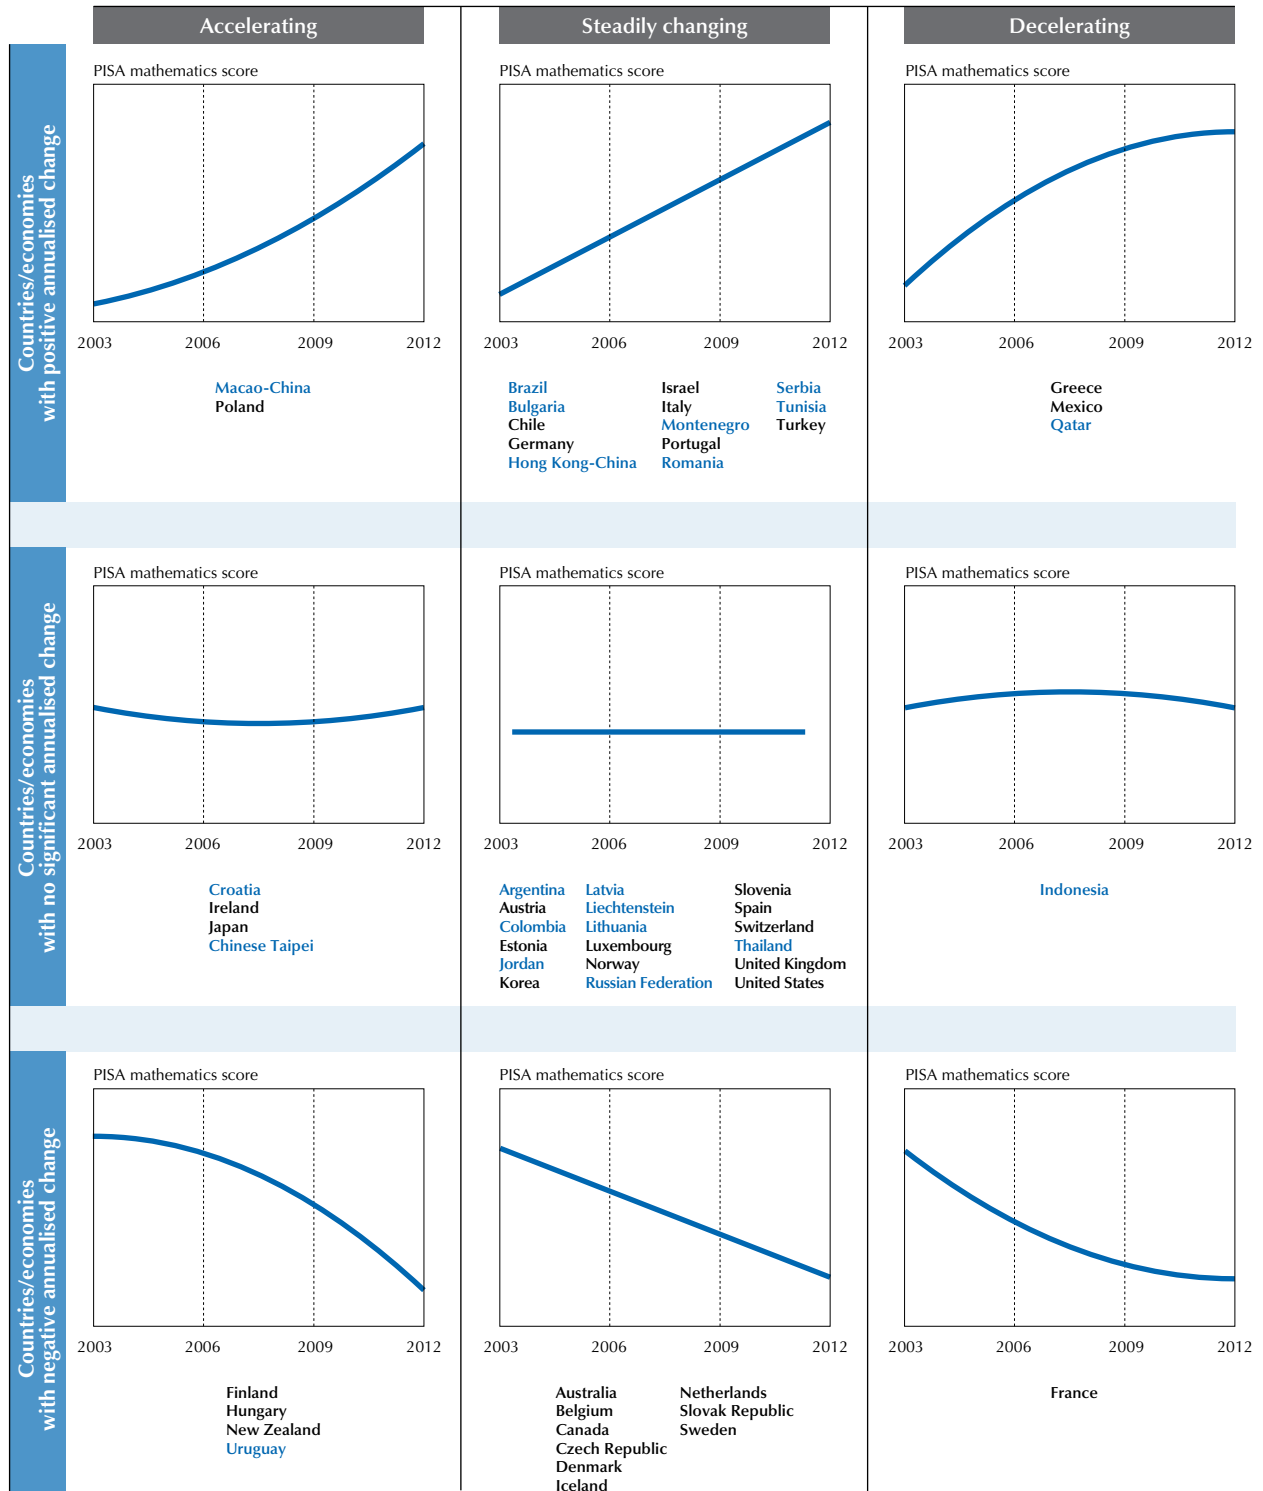 Accelerating
Steadily changing
Decelerating
Countries/economies
with positive annualised change
PISA mathematics score
2003 2006 2009 2012
Macao-China
Poland
PISA mathematics score
2003 2006 2009 2012
Brazil
Bulgaria
Chile
Germany
Hong Kong-China
Israel
Italy
Montenegro
Portugal
Romania
Serbia
Tunisia
Turkey
PISA mathematics score
2003 2006 2009 2012
Greece
Mexico
Qatar
Countries/economies
with no significant annualised change
PISA mathematics score
2003 2006 2009 2012
Croatia
Ireland
Japan
Chinese Taipei
PISA mathematics score
2003 2006 2009 2012
Argentina
Austria
Colombia
Estonia
Jordan
Korea
Latvia
Liechtenstein
Lithuania
Luxembourg
Norway
Russian Federation
Slovenia
Spain
Switzerland
Thailand
United Kingdom
United States
PISA mathematics score
2003 2006 2009 2012
Indonesia
Countries/economies
with negative annualised change
PISA mathematics score
2003 2006 2009 2012
Finland
Hungary
New Zealand
Uruguay
PISA mathematics score
2003 2006 2009 2012
Australia
Belgium
Canada
Czech Republic
Denmark
Iceland
Netherlands
Slovak Republic
Sweden
PISA mathematics score
2003 2006 2009 2012
France